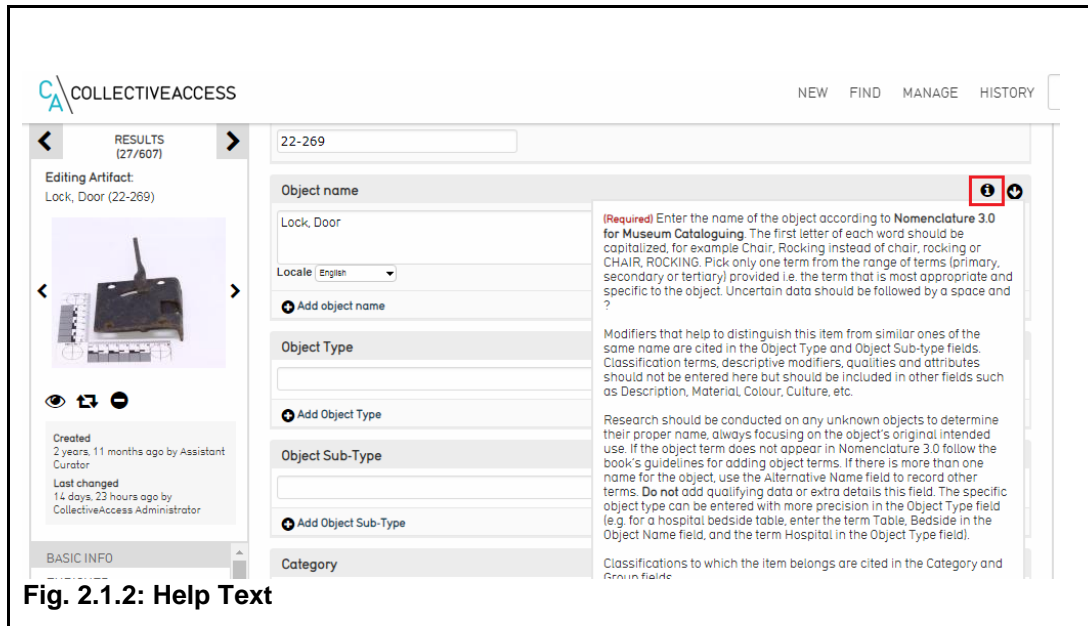 CA COLLECTIVEACCESS
NEW FIND MANAGE HISTORY
RESULTS
(27/607)
Editing Artifact:
Lock, Door (22-269)
Created
2 years, 11 months ago by Assistant
Curator
Last changed
14 days, 23 hours ago by
CollectiveAccess Administrator
BASIC INFO
22-269
Object name
Lock, Door
Locale English
Add object name
Object Type
Add Object Type
Object Sub-Type
Add Object Sub-Type
Category
(Required) Enter the name of the object according to Nomenclature 3.0
for Museum Cataloguing. The first letter of each word should be
capitalized, for example Chair, Rocking instead of chair, rocking or
CHAIR, ROCKING. Pick only one term from the range of terms (primary,
secondary or tertiary) provided i.e. the term that is most appropriate and
specific to the object. Uncertain data should be followed by a space and
?
Modifiers that help to distinguish this item from similar ones of the
same name are cited in the Object Type and Object Sub-type fields.
Classification terms, descriptive modifiers, qualities and attributes
should not be entered here but should be included in other fields such
as Description, Material, Colour, Culture, etc.
Research should be conducted on any unknown objects to determine
their proper name, always focusing on the object's original intended
use. If the object term does not appear in Nomenclature 3.0 follow the
book's guidelines for adding object terms. If there is more than one
name for the object, use the Alternative Name field to record other
terms. Do not add qualifying data or extra details this field. The specific
object type can be entered with more precision in the Object Type field
(e.g. for a hospital bedside table, enter the term Table, Bedside in the
Object Name field, and the term Hospital in the Object Type field).
Classifications to which the item belongs are cited in the Category and
Group fields
Fig. 2.1.2: Help Text